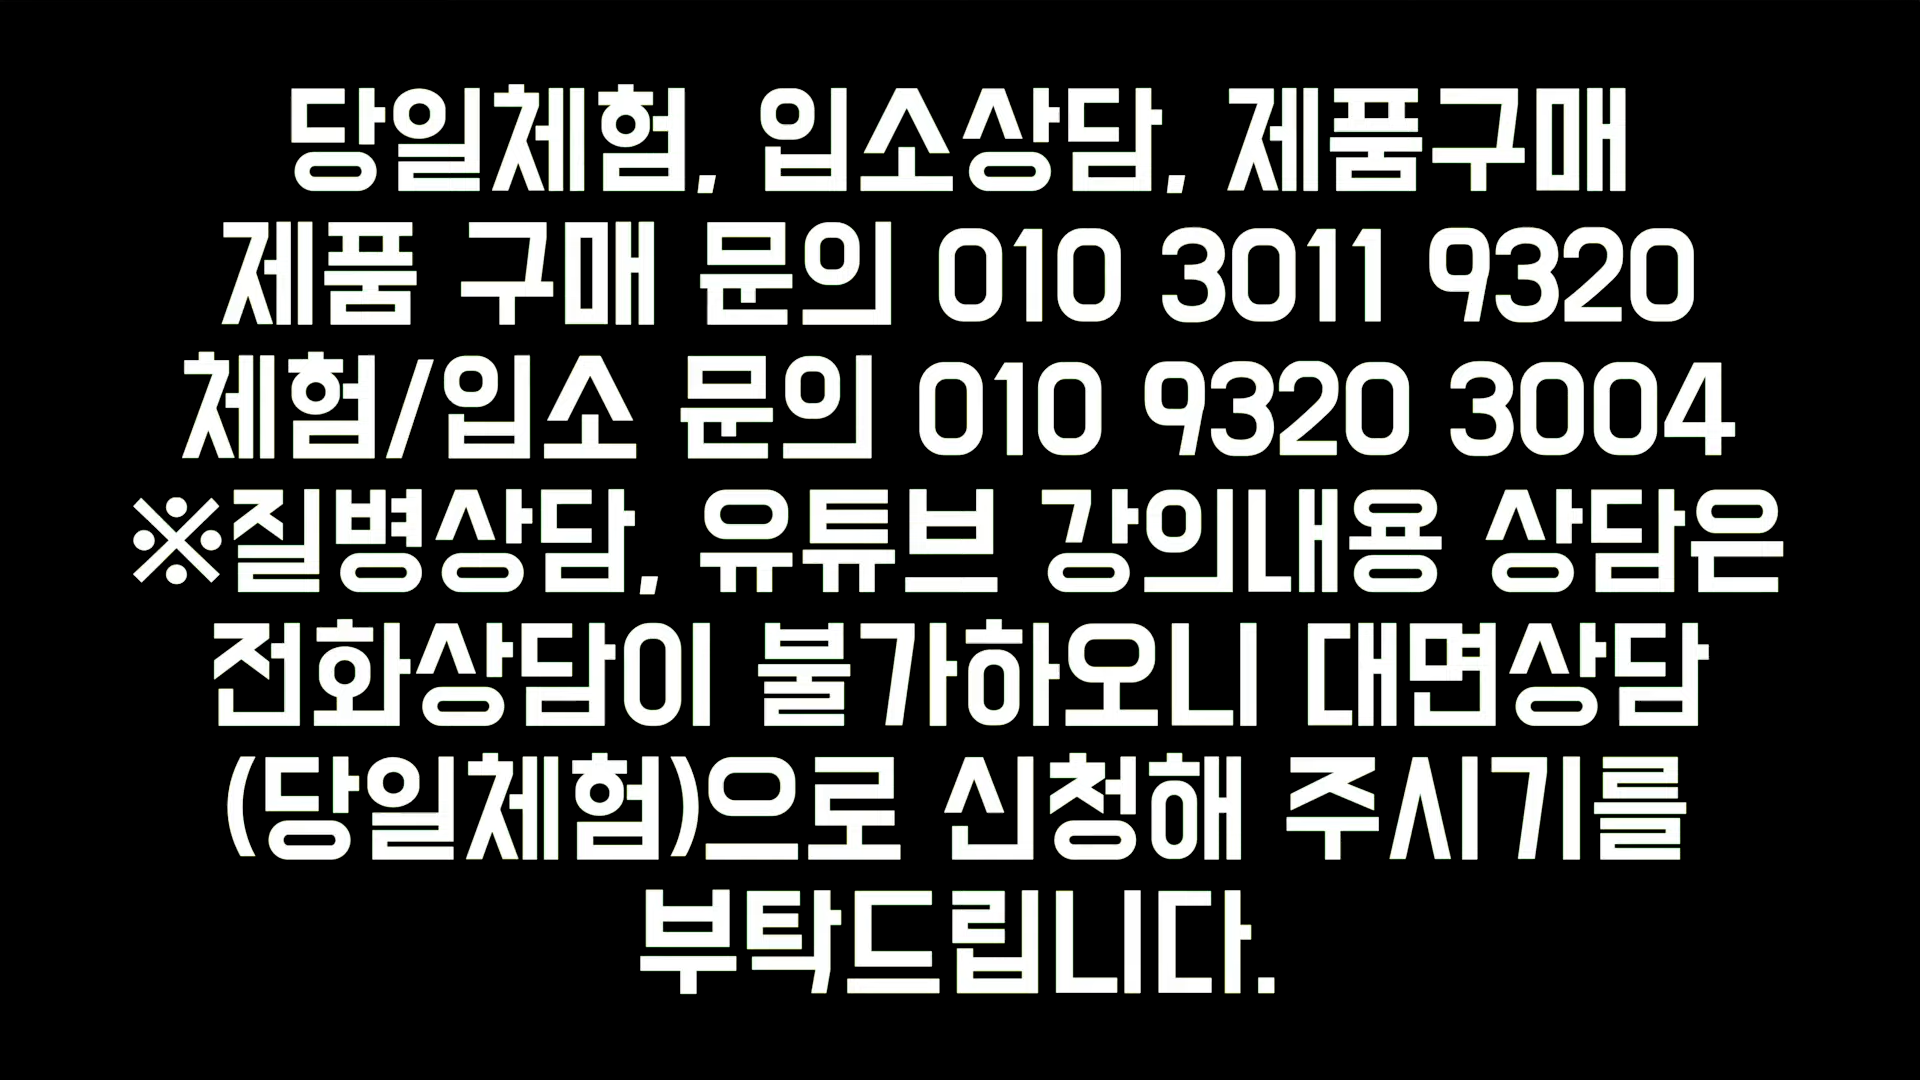 당일체험, 입소상담, 제품구매
제품 구매 문의 010 3011 9320
체험/입소 문의 010 9320 3004
※질병상담, 유튜브 강의내용 상담은
전화상담이 불가하오니 대면상담
(당일체험)으로 신청해 주시기를
부탁드립니다.